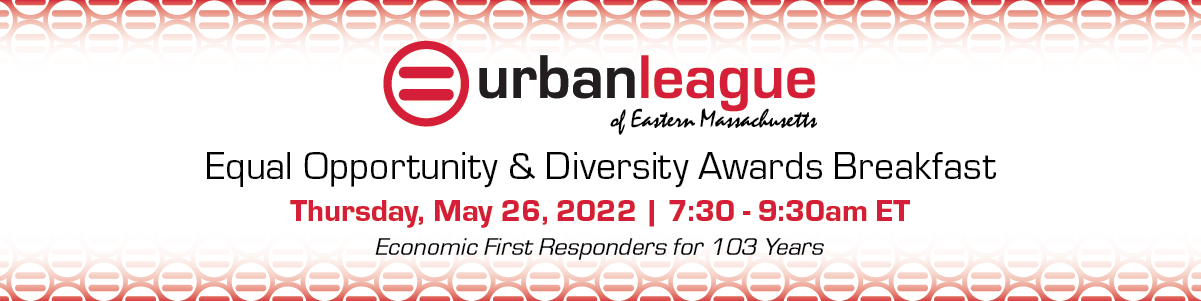 urbanleague
of Eastern Massachusetts
Equal Opportunity & Diversity Awards Breakfast
Thursday, May 26, 2022 | 7:30 - 9:30am ET
Economic First Responders for 103 Years